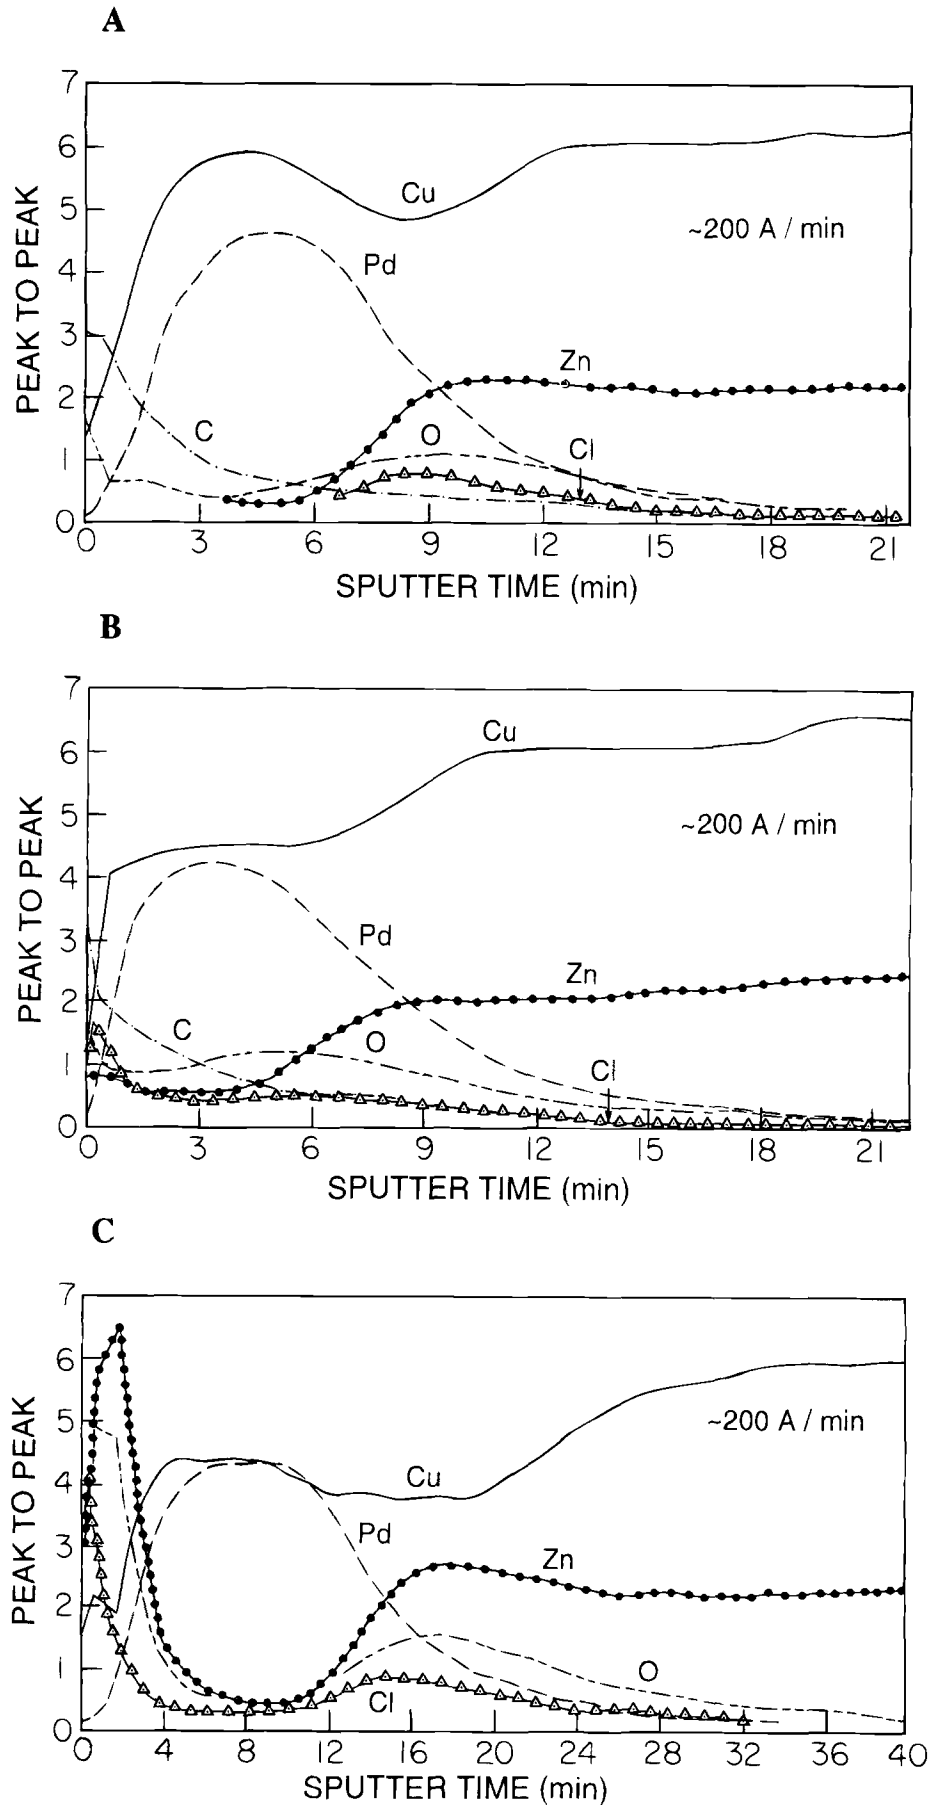 A
7
6
5
4
3
2
1
0
PEAK TO PEAK
Cu
~200 A / min
Pd
Zn
C
O
Cl
0 3 6 9 12 15 18 21
SPUTTER TIME (min)
B
7
6
5
4
3
2
1
0
PEAK TO PEAK
Cu
~200 A / min
Pd
Zn
C
O
Cl
0 3 6 9 12 15 18 21
SPUTTER TIME (min)
C
7
6
5
4
3
2
1
0
PEAK TO PEAK
~200 A / min
Cu
Pd
Zn
O
Cl
0 4 8 12 16 20 24 28 32 36 40
SPUTTER TIME (min)